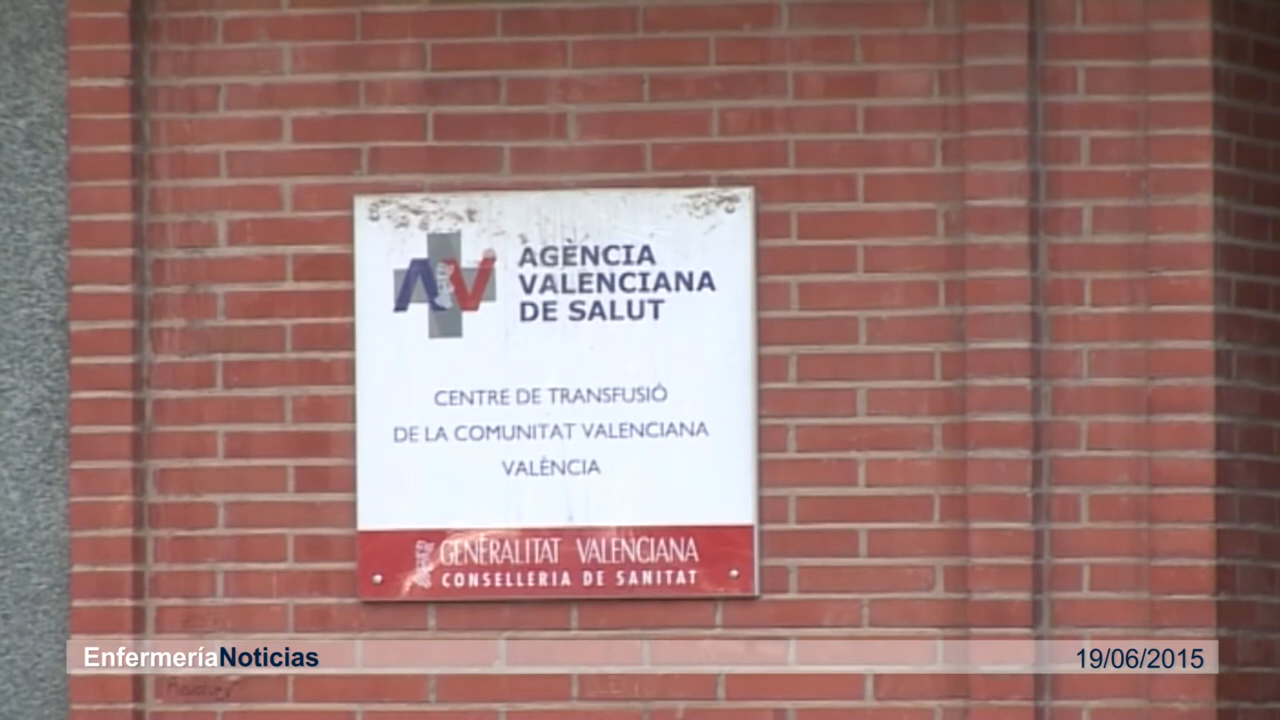 AV
AGÈNCIA
VALENCIANA
DE SALUT
CENTRE DE TRANSFUSIÓ
DE LA COMUNITAT VALENCIANA
VALÈNCIA
GENERALITAT VALENCIANA
CONSELLERIA DE SANITAT
EnfermeríaNoticias
19/06/2015